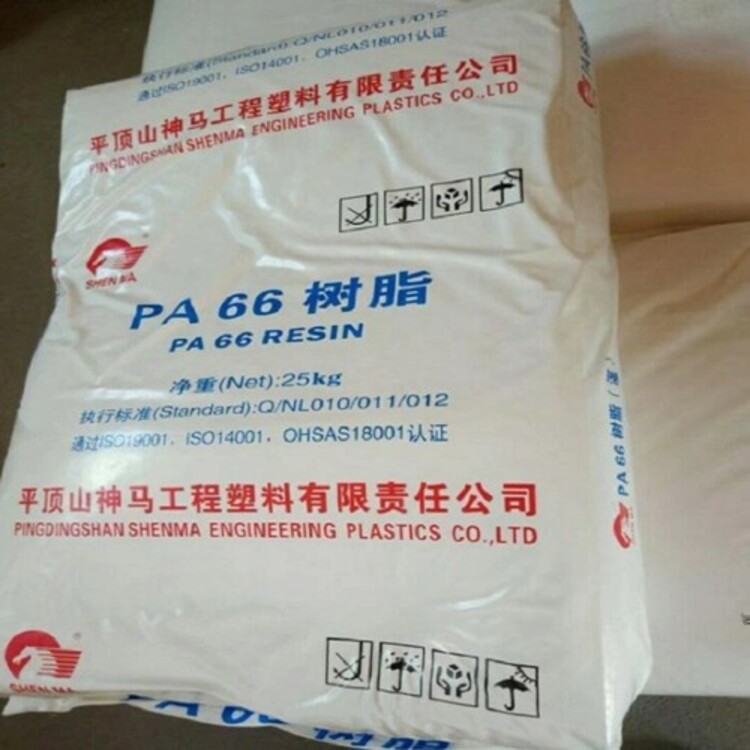 执行标准(Standard):Q/NL010/011/012
通过ISO19001, ISO14001, OHSAS18001认证
平顶山神马工程塑料有限责任公司
PINGDINGSHAN SHENMA ENGINEERING PLASTICS CO.,LTD
SHENMA
PA 66 树脂
PA 66 RESIN
净重(Net):25kg
执行标准(Standard):Q/NL010/011/012
通过ISO19001, ISO14001, OHSAS18001认证
平顶山神马工程塑料有限责任公司
PINGDINGSHAN SHENMA ENGINEERING PLASTICS CO.,LTD
SHENMA
PA 66 树脂
PA 66 树脂
PA